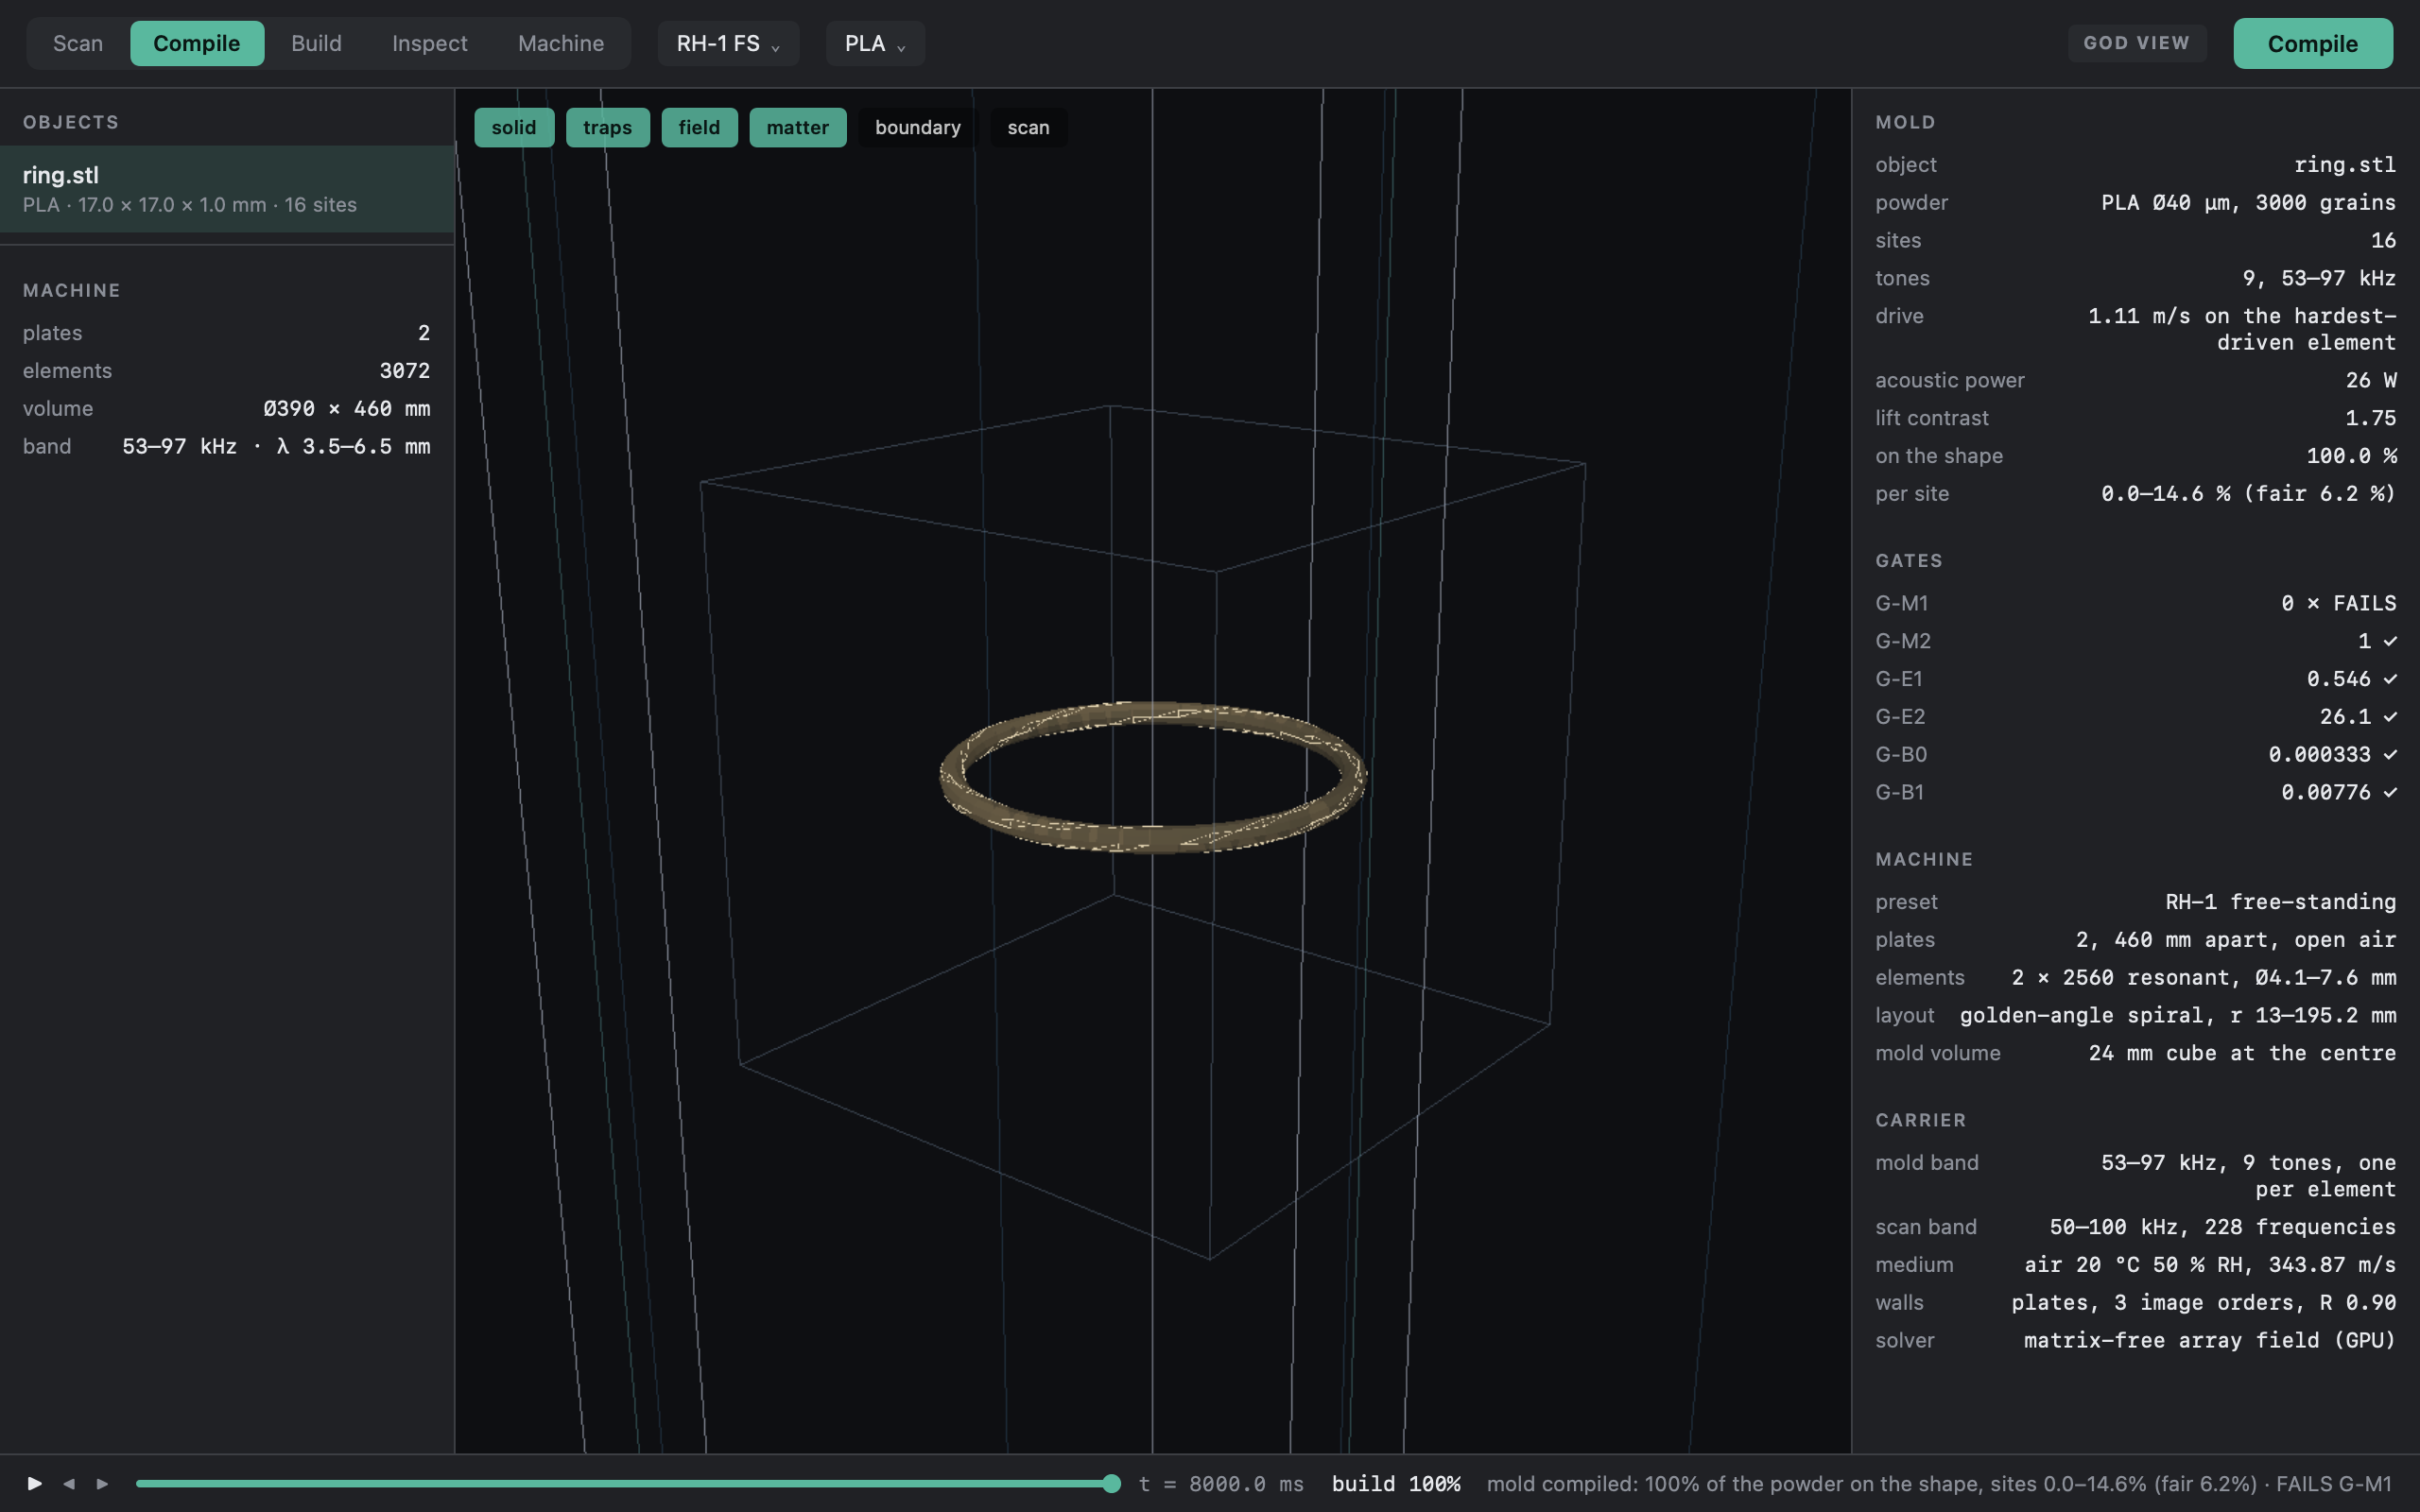 Scan Compile Build Inspect Machine RH-1 FS PLA GOD VIEW Compile
OBJECTS
ring.stl
PLA · 17.0 × 17.0 × 1.0 mm · 16 sites
MACHINE
plates 2
elements 3072
volume Ø390 × 460 mm
band 53–97 kHz · λ 3.5–6.5 mm
solid traps field matter boundary scan
MOLD
object ring.stl
powder PLA Ø40 µm, 3000 grains
sites 16
tones 9, 53–97 kHz
drive 1.11 m/s on the hardest-
driven element
acoustic power 26 W
lift contrast 1.75
on the shape 100.0 %
per site 0.0–14.6 % (fair 6.2 %)
GATES
G-M1 0 × FAILS
G-M2 1 ✓
G-E1 0.546 ✓
G-E2 26.1 ✓
G-B0 0.000333 ✓
G-B1 0.00776 ✓
MACHINE
preset RH-1 free-standing
plates 2, 460 mm apart, open air
elements 2 × 2560 resonant, Ø4.1–7.6 mm
layout golden-angle spiral, r 13–195.2 mm
mold volume 24 mm cube at the centre
CARRIER
mold band 53–97 kHz, 9 tones, one
per element
scan band 50–100 kHz, 228 frequencies
medium air 20 °C 50 % RH, 343.87 m/s
walls plates, 3 image orders, R 0.90
solver matrix-free array field (GPU)
t = 8000.0 ms build 100% mold compiled: 100% of the powder on the shape, sites 0.0–14.6% (fair 6.2%) · FAILS G-M1